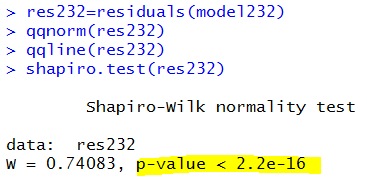 > res232=residuals(model232)
> qqnorm(res232)
> qqline(res232)
> shapiro.test(res232)
Shapiro-Wilk normality test
data:  res232
W = 0.74083, p-value < 2.2e-16